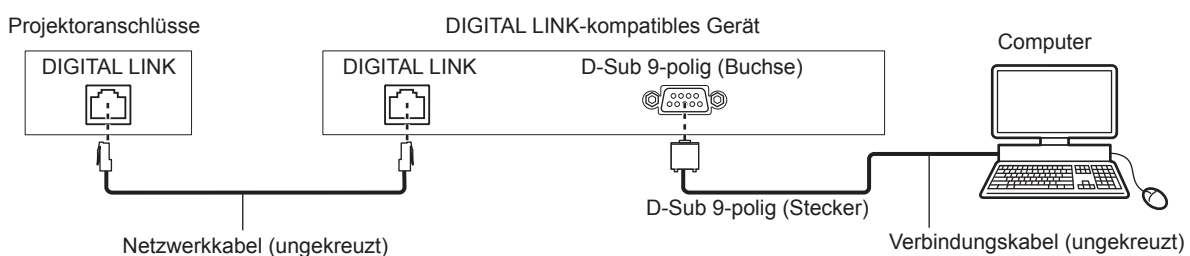 Projektoranschlüsse
DIGITAL LINK-kompatibles Gerät
Computer
DIGITAL LINK
DIGITAL LINK
D-Sub 9-polig (Buchse)
D-Sub 9-polig (Stecker)
Netzwerkkabel (ungekreuzt)
Verbindungskabel (ungekreuzt)